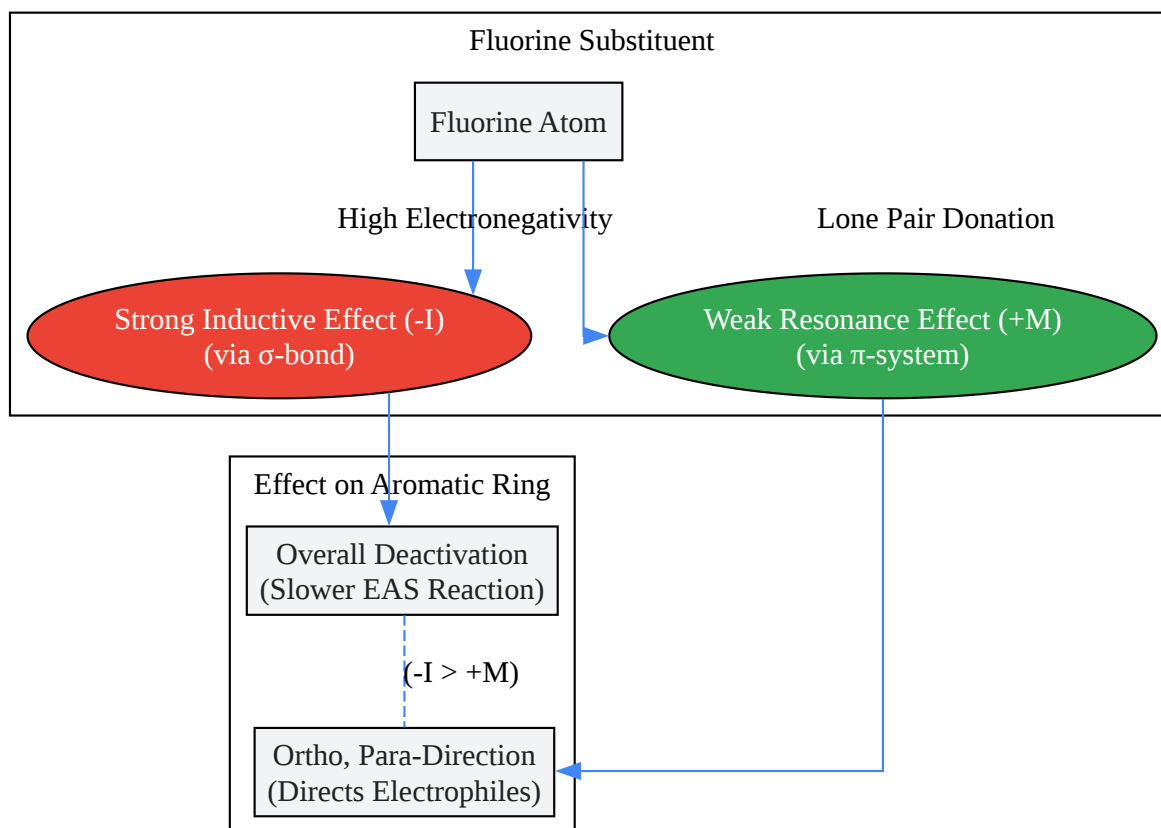 Fluorine Substituent
Fluorine Atom
High Electronegativity
Lone Pair Donation
Strong Inductive Effect (-I)
(via σ-bond)
Weak Resonance Effect (+M)
(via π-system)
Effect on Aromatic Ring
Overall Deactivation
(Slower EAS Reaction)
(-I > +M)
Ortho, Para-Direction
(Directs Electrophiles)